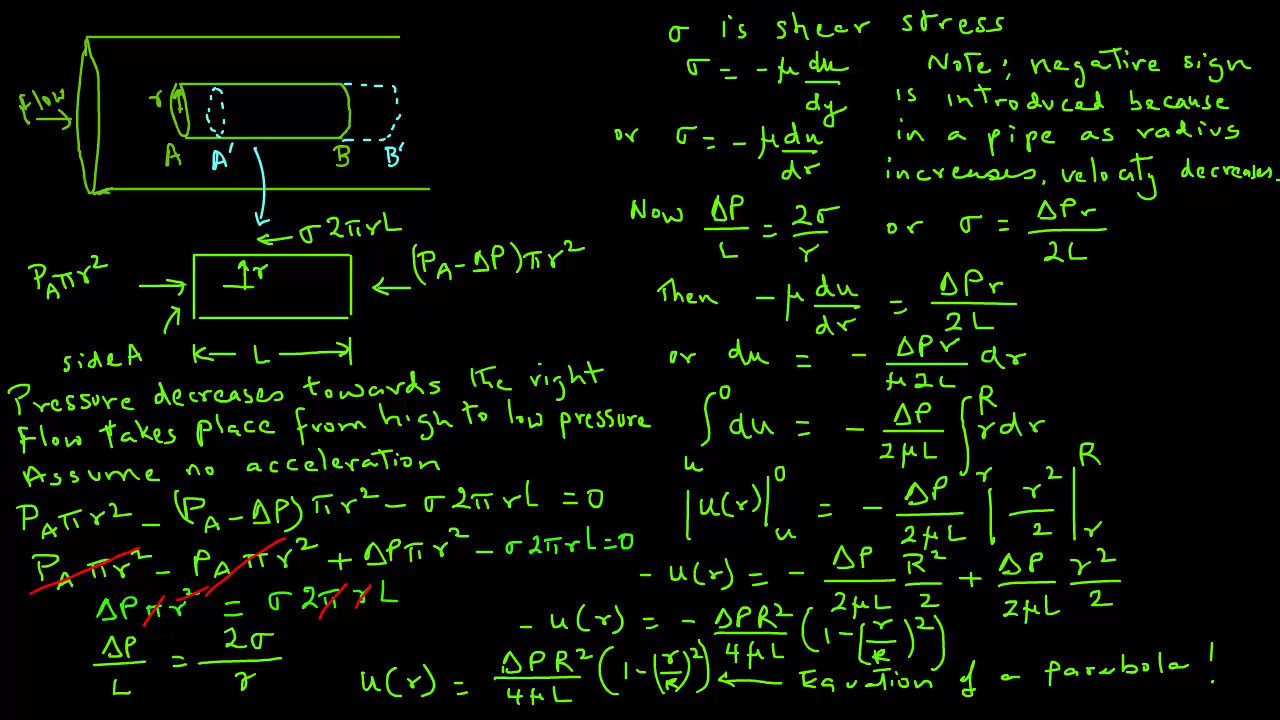 Flow
r
A A' B B'
σ2πrL
P_Aπr² (P_A-ΔP)πr²
r
side A L
Pressure decreases towards the right
Flow takes place from high to low pressure
Assume no acceleration
P_Aπr² - (P_A-ΔP)πr² - σ2πrL = 0
P_Aπr² - P_Aπr² + ΔPπr² - σ2πrL = 0
ΔPπr² = σ2πrL
ΔP/L = 2σ/r
σ is shear stress
σ = -μ du/dy
or σ = -μ du/dr
Note; negative sign
is introduced because
in a pipe as radius
increases, velocity decreases.
Now ΔP/L = 2σ/r or σ = ΔPr/2L
Then -μ du/dr = ΔPr/2L
or du = - ΔPr/μ2L dr
∫_u^0 du = - ΔP/2μL ∫_r^R rdr
|u(r)|_u^0 = - ΔP/2μL |r²/2|_r^R
-u(r) = - ΔP/2μL R²/2 + ΔP/2μL r²/2
-u(r) = - ΔPR²/4μL (1-(r/R)²)
u(r) = ΔPR²/4μL (1-(r/R)²) ← Equation of a parabola!